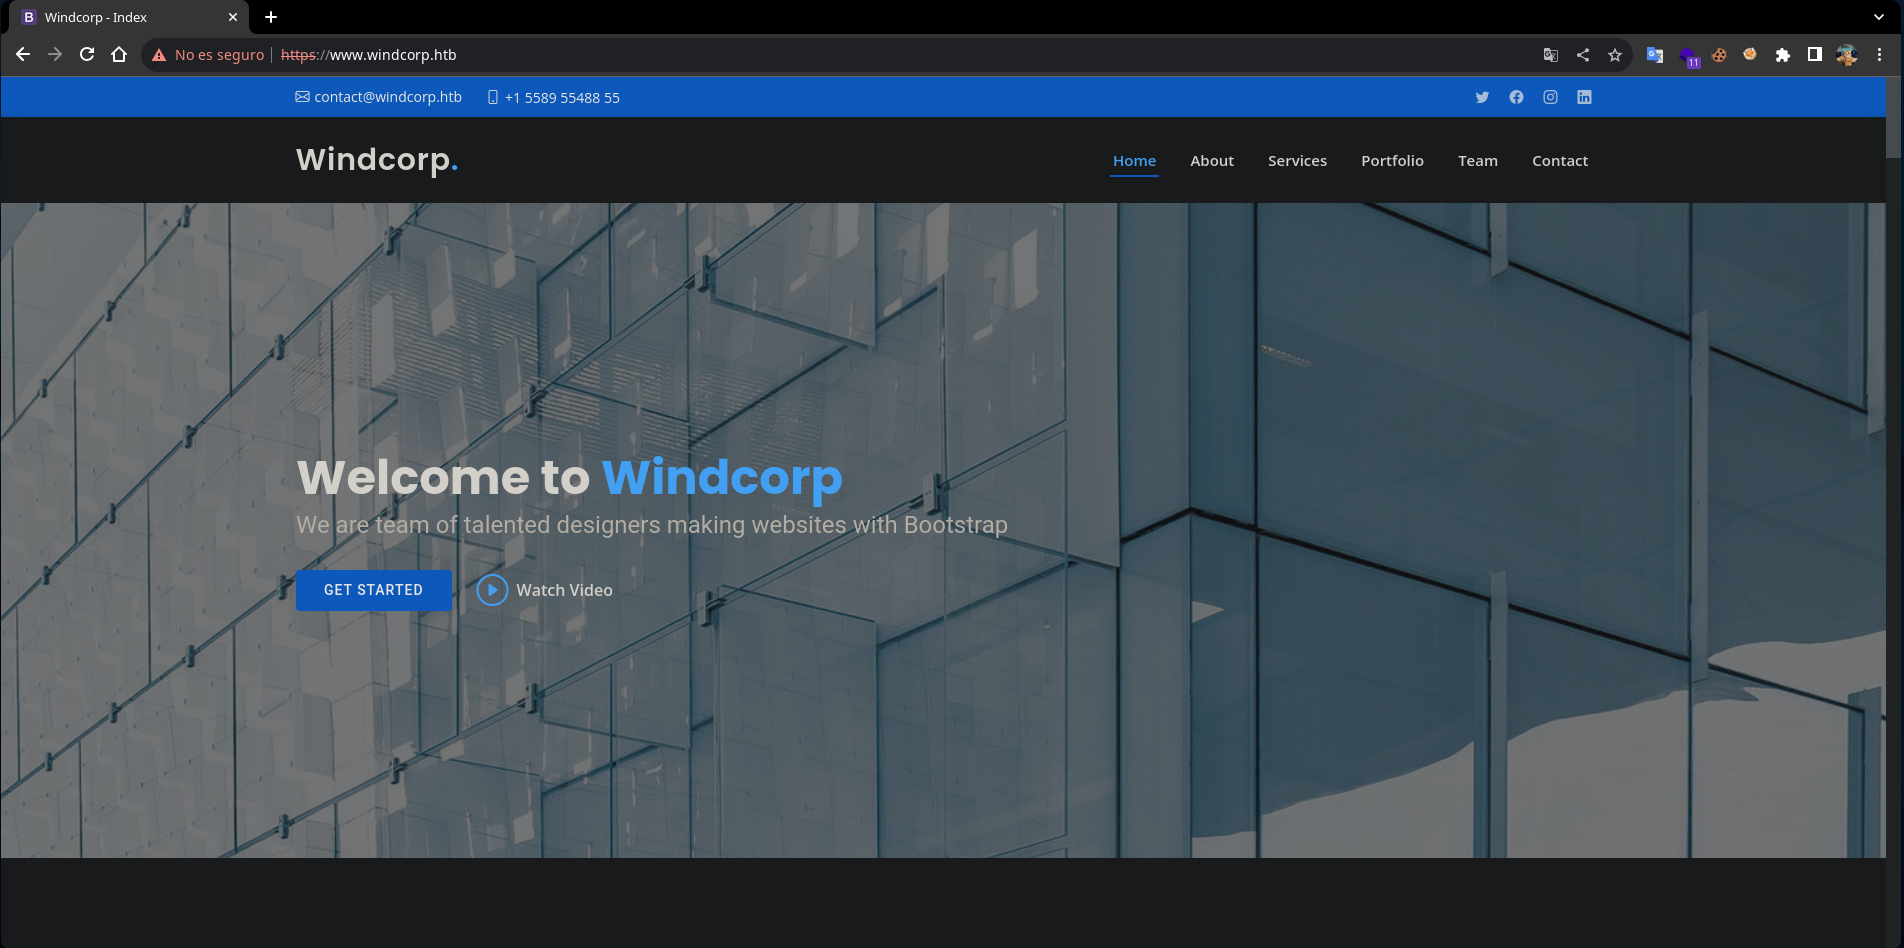 Windcorp - Index
No es seguro https://www.windcorp.htb
11
contact@windcorp.htb +1 5589 55488 55
Windcorp.
Home About Services Portfolio Team Contact
Welcome to Windcorp
We are team of talented designers making websites with Bootstrap
GET STARTED Watch Video